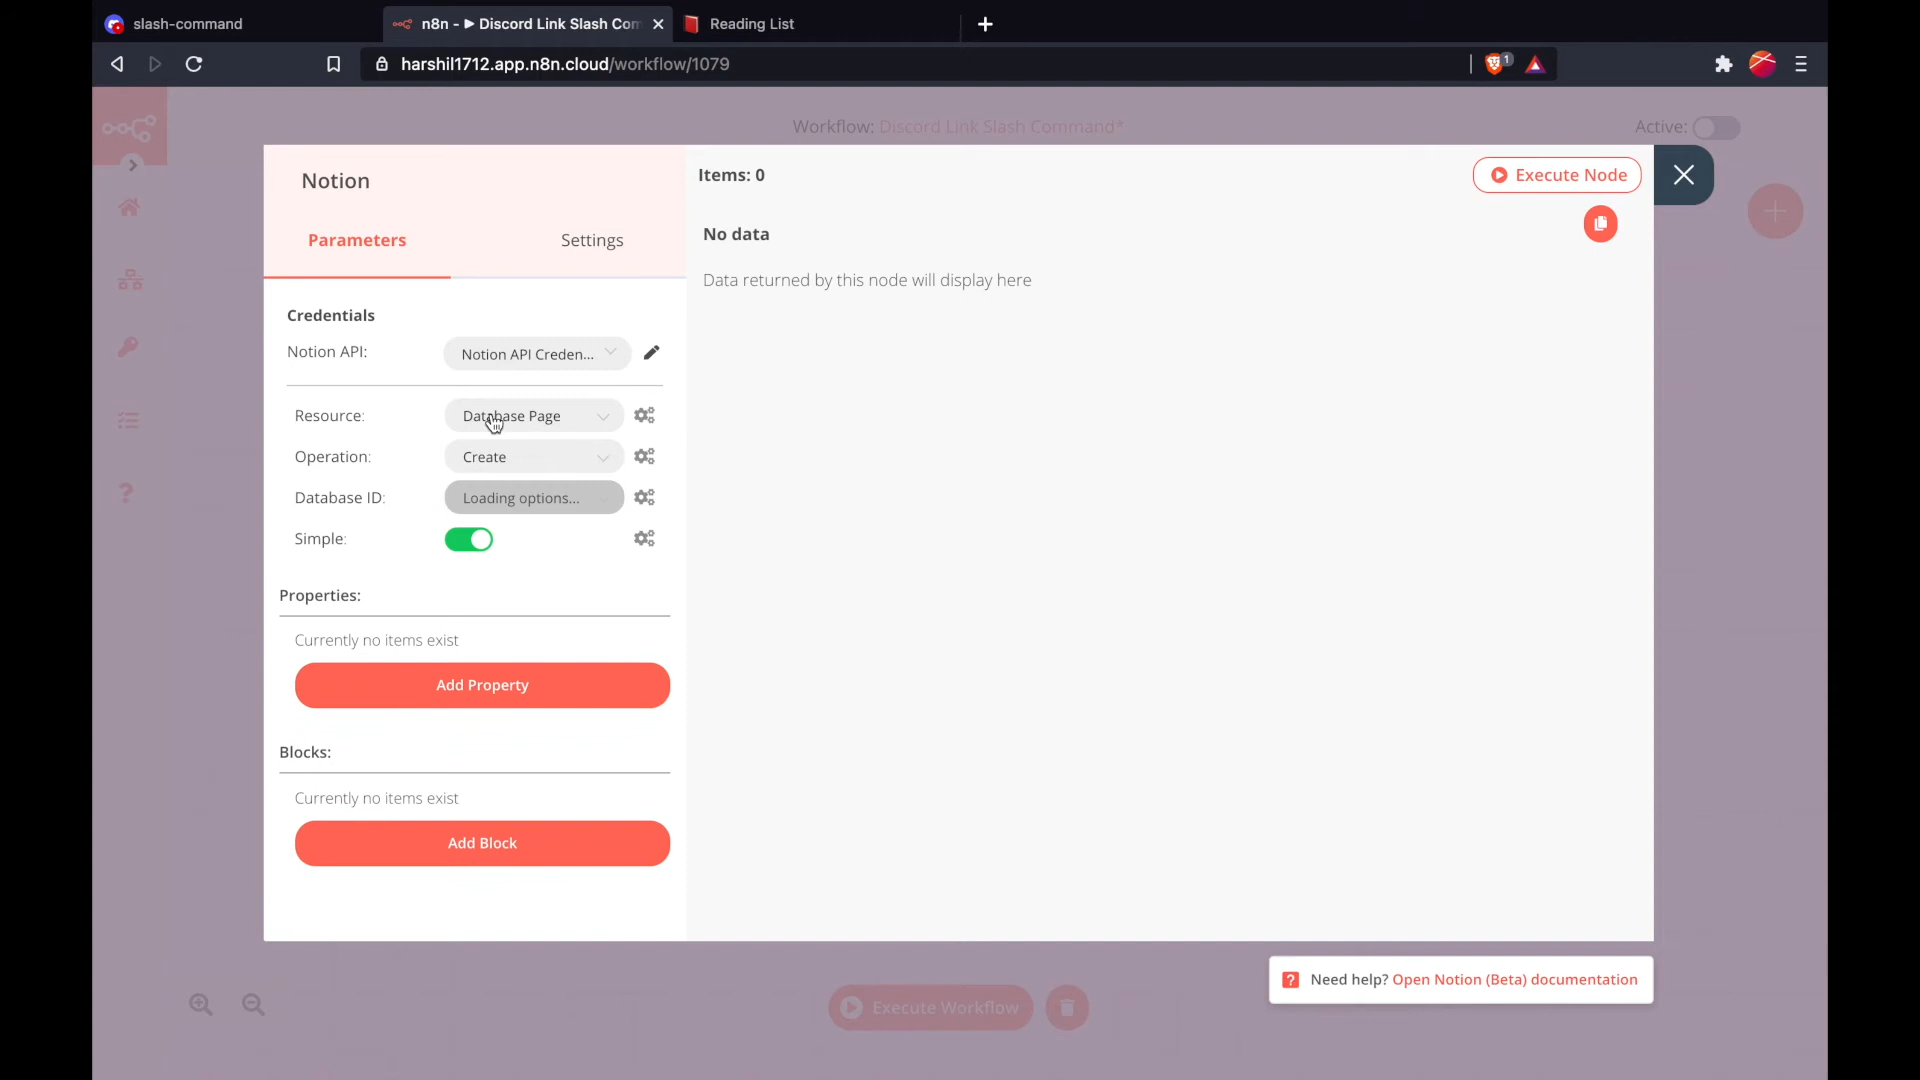 slash-command
n8n - ▶ Discord Link Slash Com
Reading List
harshil1712.app.n8n.cloud/workflow/1079
1
Workflow: Discord Link Slash Command*
Active:
Notion
Items: 0
Execute Node
Parameters
Settings
No data
Data returned by this node will display here
Credentials
Notion API:
Notion API Creden...
Resource:
Database Page
Operation:
Create
Database ID:
Loading options...
Simple:
Properties:
Currently no items exist
Add Property
Blocks:
Currently no items exist
Add Block
Need help? Open Notion (Beta) documentation
Execute Workflow